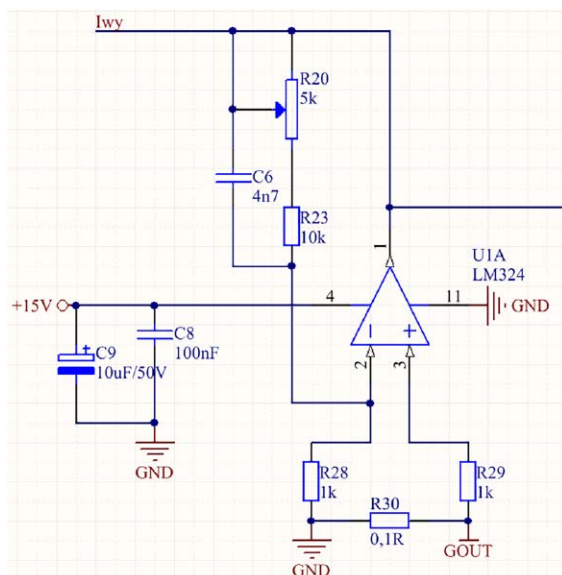 Iwy
R20
5k
C6
4n7
R23
10k
1
U1A
LM324
+15V
4
11
GND
C9
10uF/50V
C8
100nF
2
3
GND
R28
1k
R30
0,1R
R29
1k
GND
GOUT